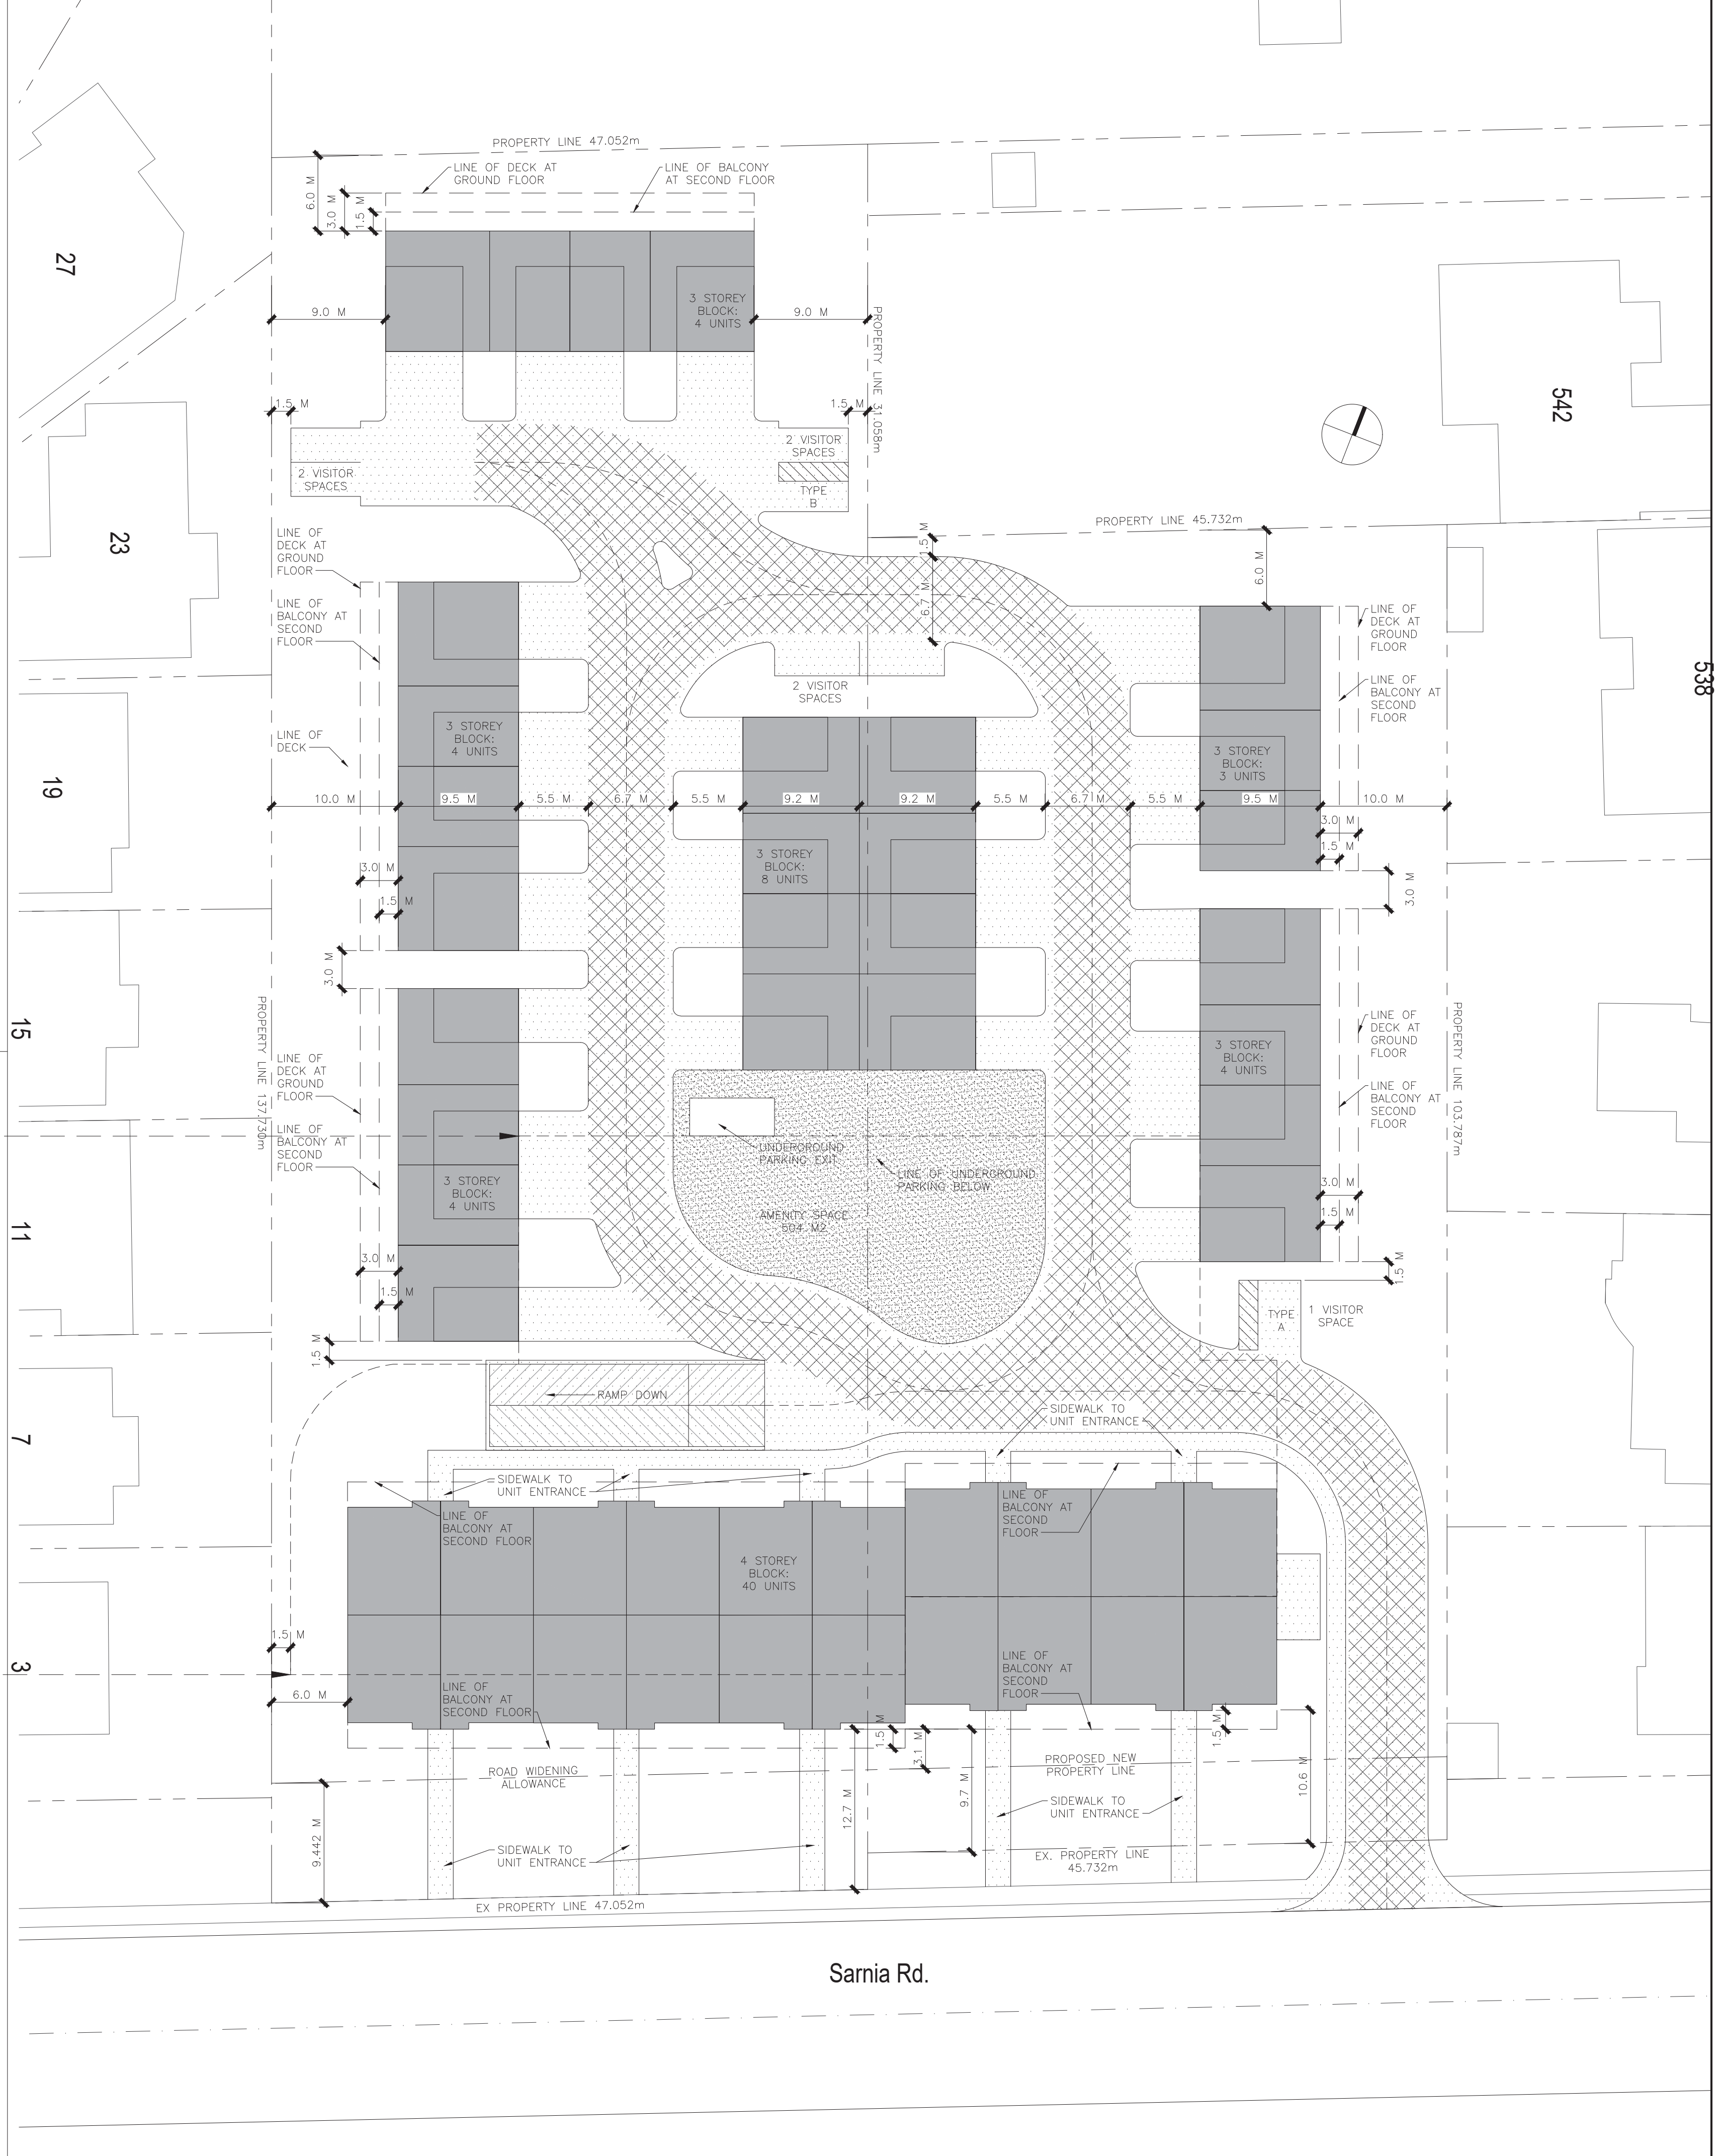 PROPERTY LINE 47.052m
LINE OF DECK AT
GROUND FLOOR
LINE OF BALCONY
AT SECOND FLOOR
6.0 M
3.0 M
1.5 M
27
3 STOREY
BLOCK:
4 UNITS
9.0 M
9.0 M
PROPERTY LINE 31.058m
542
1.5 M
1.5 M
2 VISITOR
SPACES
2 VISITOR
SPACES
TYPE
B
23
PROPERTY LINE 45.732m
LINE OF
DECK AT
GROUND
FLOOR
1.5 M
6.7 M
6.0 M
LINE OF
BALCONY AT
SECOND
FLOOR
LINE OF
DECK AT
GROUND
FLOOR
538
2 VISITOR
SPACES
LINE OF
BALCONY AT
SECOND
FLOOR
LINE OF
DECK
3 STOREY
BLOCK:
4 UNITS
3 STOREY
BLOCK:
3 UNITS
19
10.0 M
9.5 M
5.5 M
6.7 M
5.5 M
9.2 M
9.2 M
5.5 M
6.7 M
5.5 M
9.5 M
10.0 M
3.0 M
1.5 M
3 STOREY
BLOCK:
8 UNITS
3.0 M
1.5 M
3.0 M
3.0 M
15
PROPERTY LINE 137.730m
LINE OF
DECK AT
GROUND
FLOOR
LINE OF
DECK AT
GROUND
FLOOR
PROPERTY LINE 103.787m
3 STOREY
BLOCK:
4 UNITS
LINE OF
BALCONY AT
SECOND
FLOOR
LINE OF
BALCONY AT
SECOND
FLOOR
UNDERGROUND
PARKING EXIT
LINE OF UNDERGROUND
PARKING BELOW
3 STOREY
BLOCK:
4 UNITS
AMENITY SPACE
504 M2
3.0 M
1.5 M
11
3.0 M
1.5 M
1.5 M
1.5 M
TYPE
A
1 VISITOR
SPACE
RAMP DOWN
SIDEWALK TO
UNIT ENTRANCE
7
SIDEWALK TO
UNIT ENTRANCE
LINE OF
BALCONY AT
SECOND
FLOOR
LINE OF
BALCONY AT
SECOND FLOOR
4 STOREY
BLOCK:
40 UNITS
3
1.5 M
6.0 M
LINE OF
BALCONY AT
SECOND FLOOR
LINE OF
BALCONY AT
SECOND
FLOOR
1.5 M
3.1 M
1.5 M
ROAD WIDENING
ALLOWANCE
PROPOSED NEW
PROPERTY LINE
9.442 M
12.7 M
9.7 M
10.6 M
SIDEWALK TO
UNIT ENTRANCE
SIDEWALK TO
UNIT ENTRANCE
EX. PROPERTY LINE
45.732m
EX PROPERTY LINE 47.052m
Sarnia Rd.